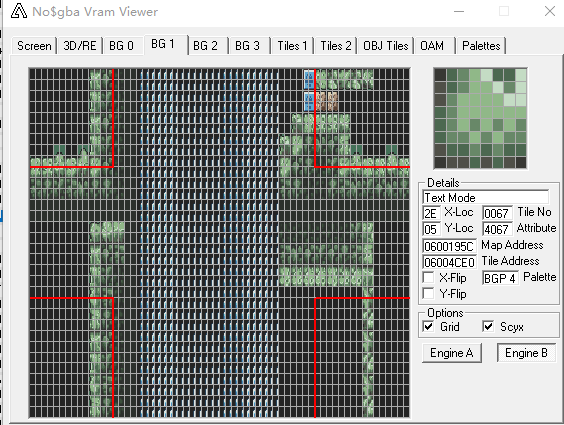 No$gba Vram Viewer
Screen 3D/RE BG 0 BG 1 BG 2 BG 3 Tiles 1 Tiles 2 OBJ Tiles OAM Palettes
Details
Text Mode
2E X-Loc 0067 Tile No
05 Y-Loc 4067 Attribute
0600195C Map Address
06004CE0 Tile Address
X-Flip BGP 4 Palette
Y-Flip
Options
Grid Scyx
Engine A Engine B